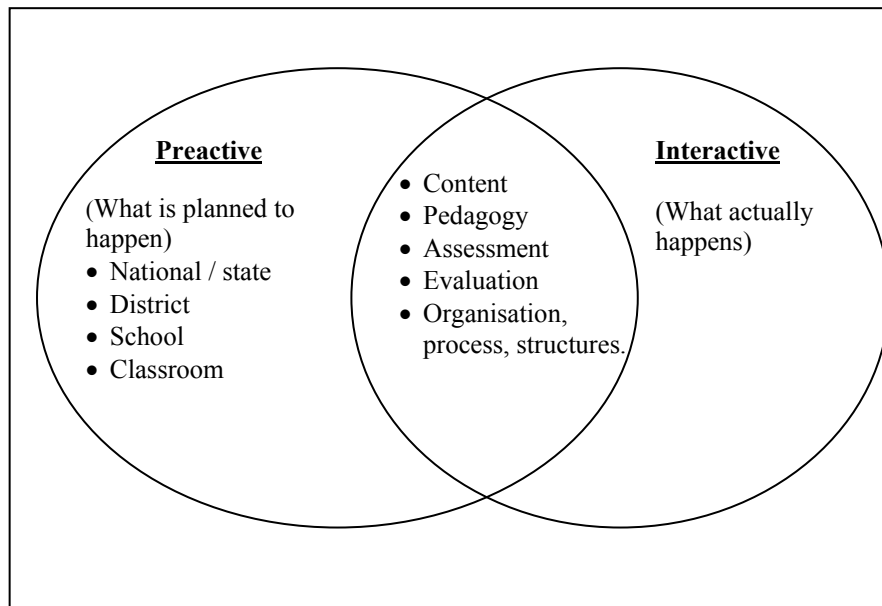 Preactive
(What is planned to
happen)
• National / state
• District
• School
• Classroom
• Content
• Pedagogy
• Assessment
• Evaluation
• Organisation,
process, structures.
Interactive
(What actually
happens)